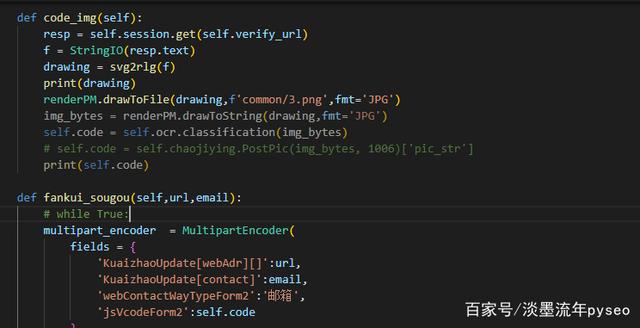 def code_img(self):
resp = self.session.get(self.verify_url)
f = StringIO(resp.text)
drawing = svg2rlg(f)
print(drawing)
renderPM.drawToFile(drawing,f'common/3.png',fmt='JPG')
img_bytes = renderPM.drawToString(drawing,fmt='JPG')
self.code = self.ocr.classification(img_bytes)
# self.code = self.chaojiying.PostPic(img_bytes, 1006)['pic_str']
print(self.code)
def fankui_sougou(self,url,email):
# while True:
multipart_encoder  = MultipartEncoder(
fields = {
'KuaizhaoUpdate[webAdr][]':url,
'KuaizhaoUpdate[contact]':email,
'webContactWayTypeForm2':'邮箱',
'jsVcodeForm2':self.code
百家号/淡墨流年pyseo